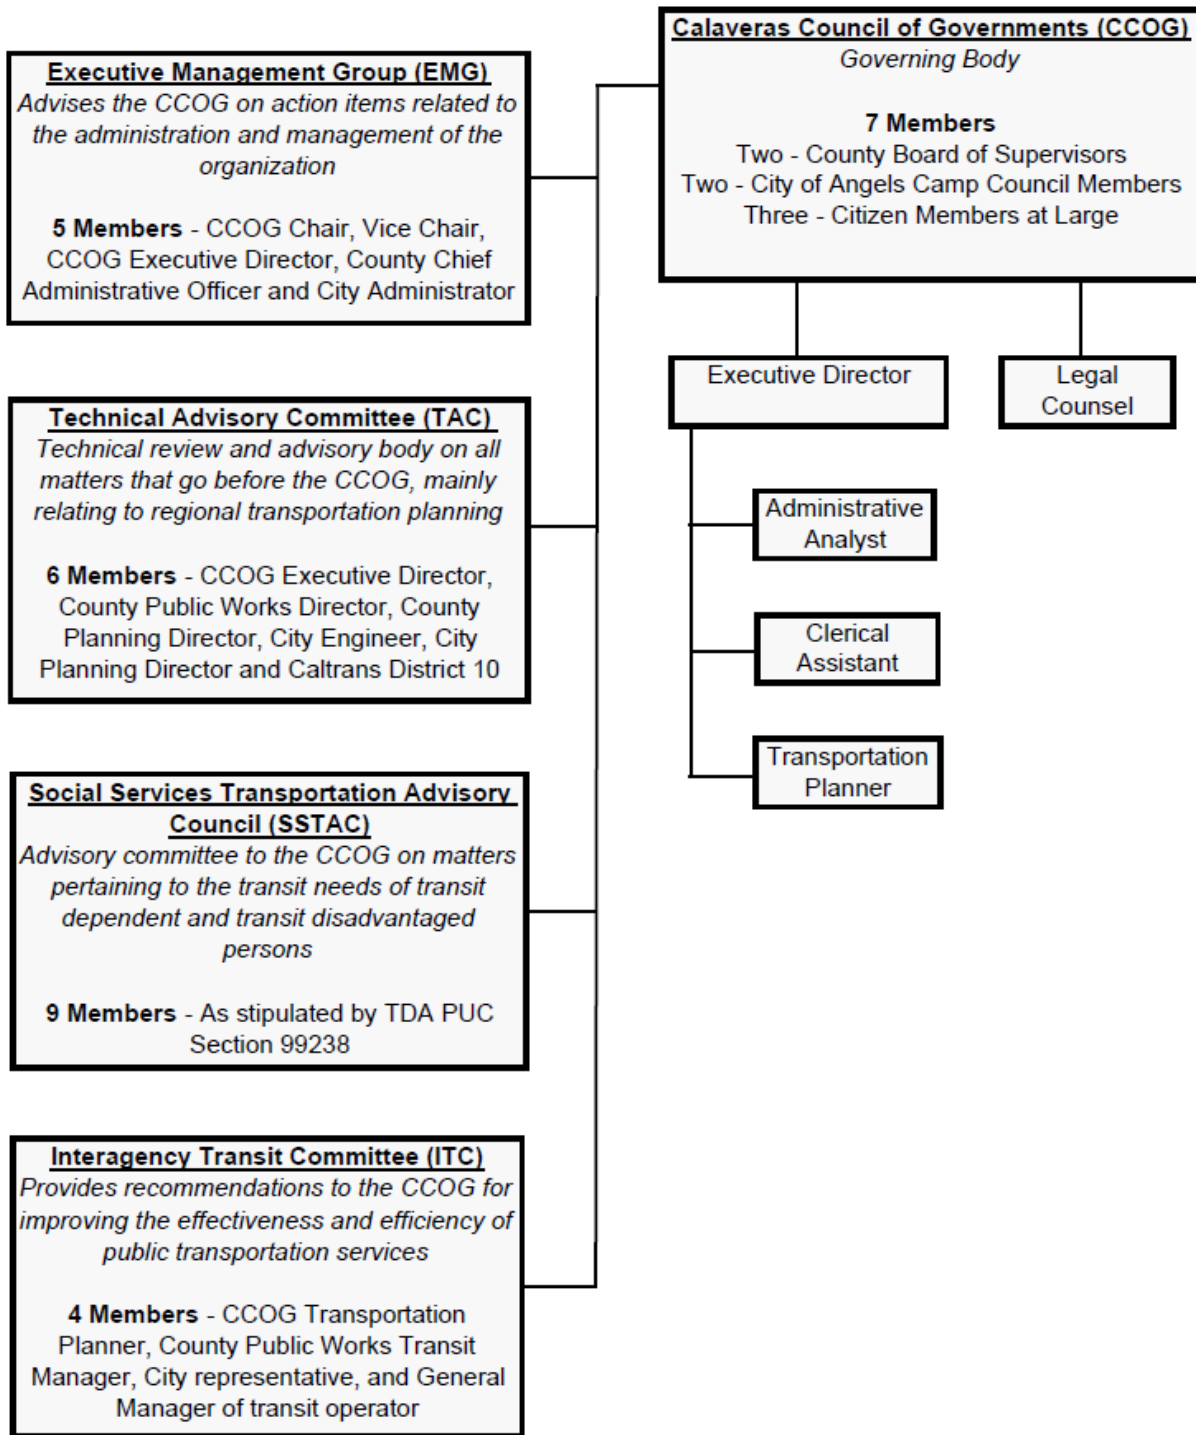 Calaveras Council of Governments (CCOG)
Governing Body
7 Members
Two - County Board of Supervisors
Two - City of Angels Camp Council Members
Three - Citizen Members at Large
Executive Management Group (EMG)
Advises the CCOG on action items related to
the administration and management of the
organization
5 Members - CCOG Chair, Vice Chair,
CCOG Executive Director, County Chief
Administrative Officer and City Administrator
Executive Director
Legal
Counsel
Technical Advisory Committee (TAC)
Technical review and advisory body on all
matters that go before the CCOG, mainly
relating to regional transportation planning
6 Members - CCOG Executive Director,
County Public Works Director, County
Planning Director, City Engineer, City
Planning Director and Caltrans District 10
Administrative
Analyst
Clerical
Assistant
Transportation
Planner
Social Services Transportation Advisory
Council (SSTAC)
Advisory committee to the CCOG on matters
pertaining to the transit needs of transit
dependent and transit disadvantaged
persons
9 Members - As stipulated by TDA PUC
Section 99238
Interagency Transit Committee (ITC)
Provides recommendations to the CCOG for
improving the effectiveness and efficiency of
public transportation services
4 Members - CCOG Transportation
Planner, County Public Works Transit
Manager, City representative, and General
Manager of transit operator